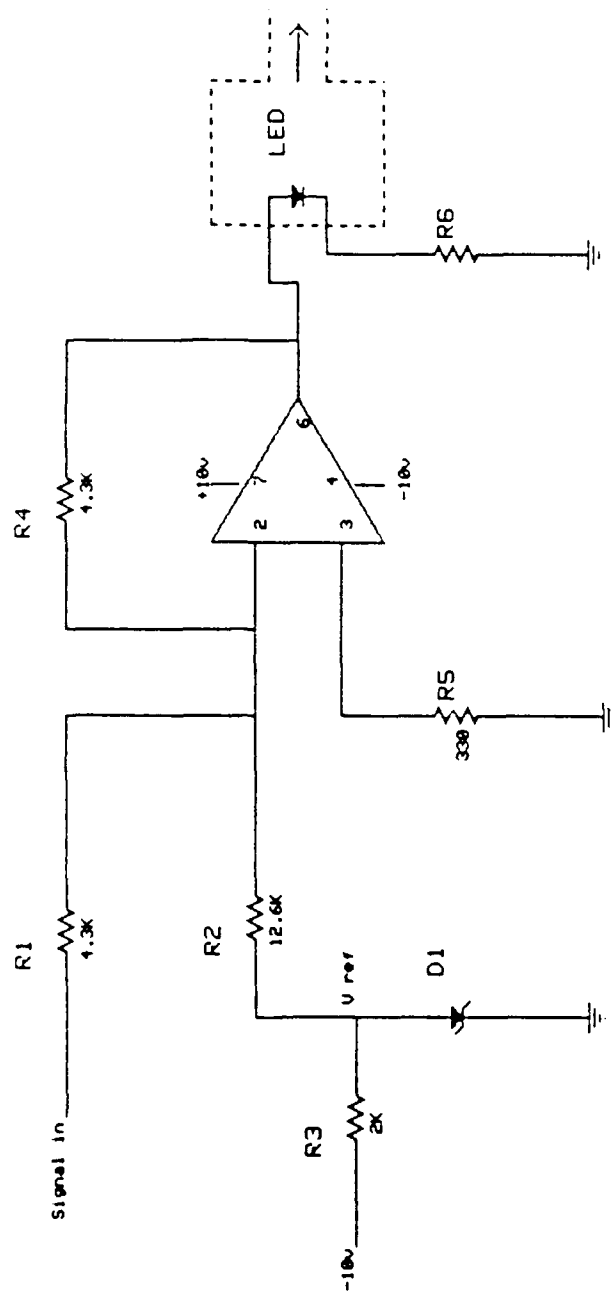 Signal in
R1
4.3K
R4
4.3K
R2
12.6K
-10v
R3
2K
V ref
D1
2
3
+10v
7
4
-10v
6
R5
330
LED
R6